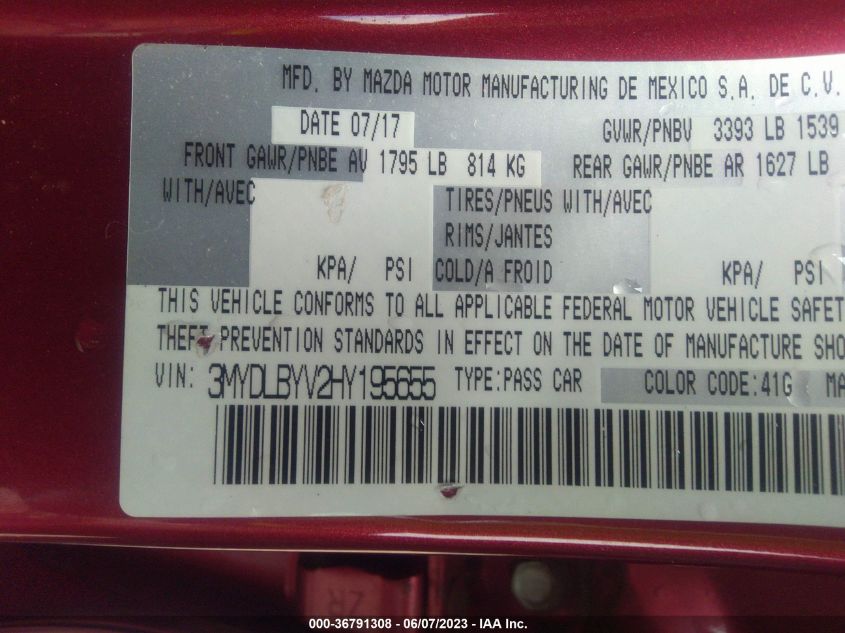 MFD. BY MAZDA MOTOR MANUFACTURING DE MEXICO S.A. DE C.V.
DATE 07/17 GVWR/PNBV 3393 LB 1539
FRONT GAWR/PNBE AV 1795 LB 814 KG REAR GAWR/PNBE AR 1627 LB
WITH/AVEC TIRES/PNEUS WITH/AVEC
RIMS/JANTES
KPA/ PSI COLD/A FROID KPA/ PSI
THIS VEHICLE CONFORMS TO ALL APPLICABLE FEDERAL MOTOR VEHICLE SAFET
THEFT PREVENTION STANDARDS IN EFFECT ON THE DATE OF MANUFACTURE SHO
VIN: 3MYDLBYV2HY195655 TYPE:PASS CAR COLOR CODE:41G MA
ZR
000-36791308 - 06/07/2023 - IAA Inc.